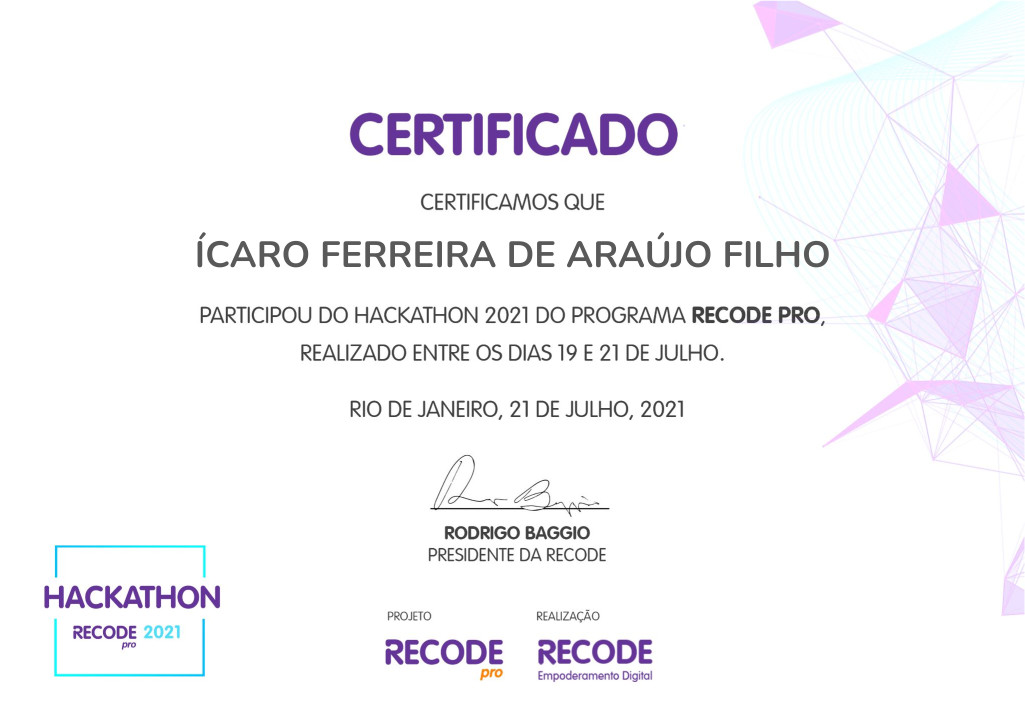 CERTIFICADO
CERTIFICAMOS QUE
ÍCARO FERREIRA DE ARAÚJO FILHO
PARTICIPOU DO HACKATHON 2021 DO PROGRAMA RECODE PRO,
REALIZADO ENTRE OS DIAS 19 E 21 DE JULHO.
RIO DE JANEIRO, 21 DE JULHO, 2021
RODRIGO BAGGIO
PRESIDENTE DA RECODE
HACKATHON
RECODE 2021
pro
PROJETO
RECODE
pro
REALIZAÇÃO
RECODE
Empoderamento Digital